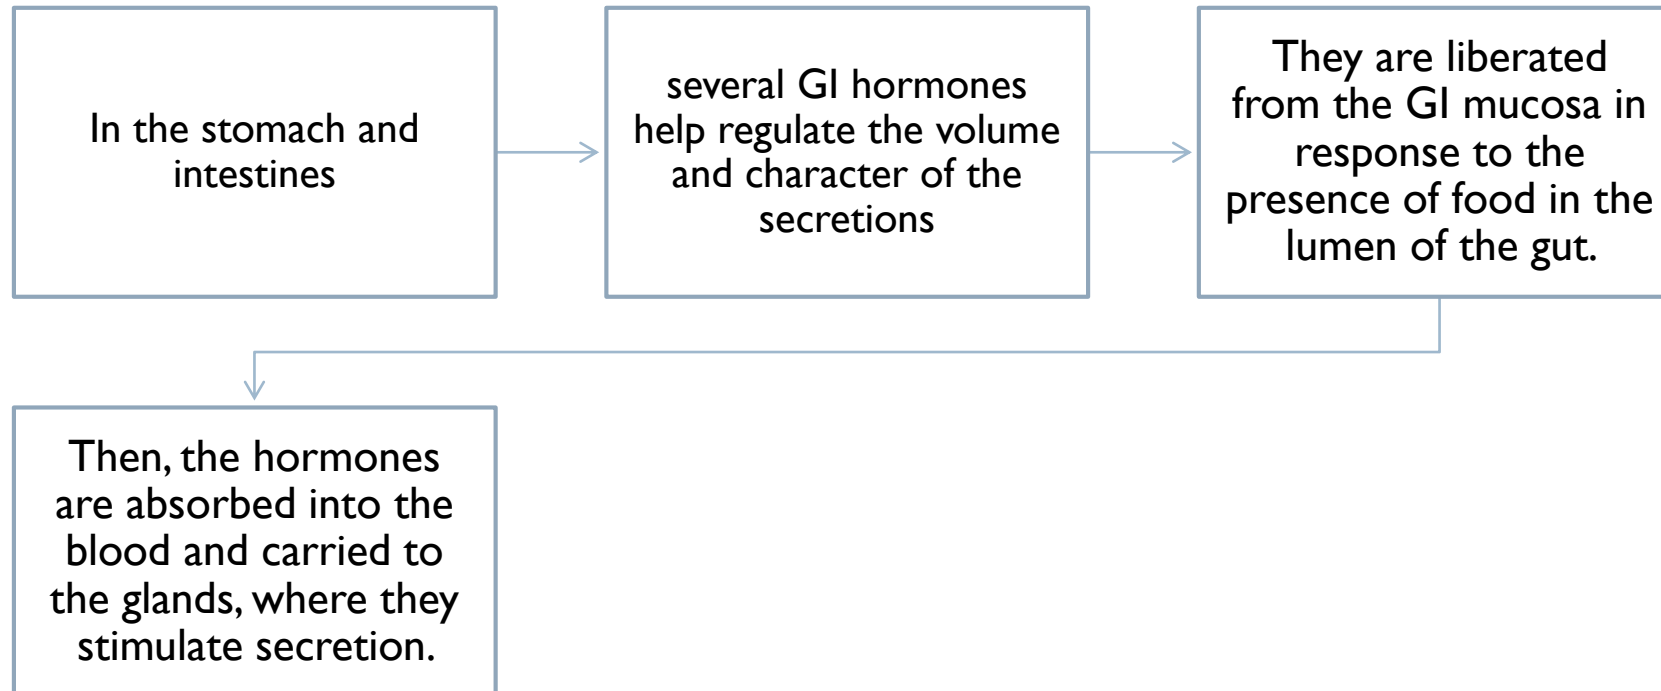 In the stomach and
intestines
several GI hormones
help regulate the volume
and character of the
secretions
They are liberated
from the GI mucosa in
response to the
presence of food in the
lumen of the gut.
Then, the hormones
are absorbed into the
blood and carried to
the glands, where they
stimulate secretion.